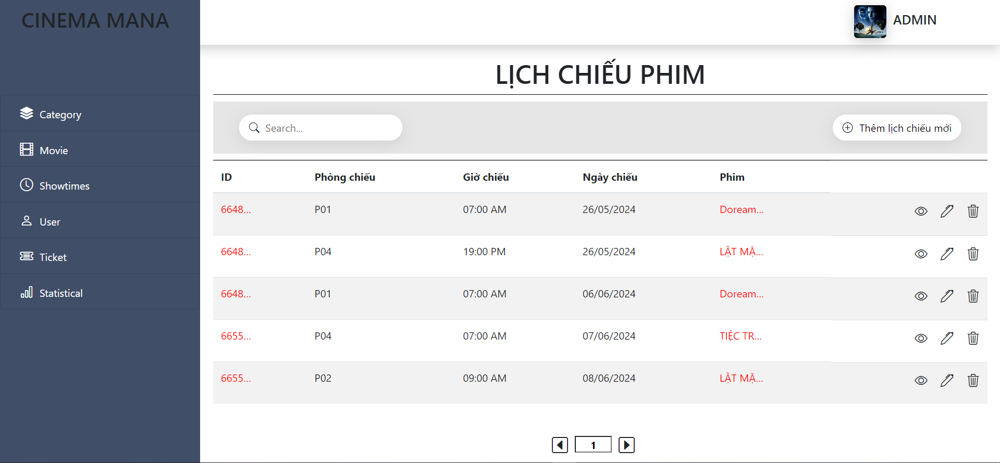 CINEMA MANA
ADMIN
Category
Movie
Showtimes
User
Ticket
Statistical
LỊCH CHIẾU PHIM
Search...
Thêm lịch chiếu mới
ID Phòng chiếu Giờ chiếu Ngày chiếu Phim
6648... P01 07:00 AM 26/05/2024 Doream...
6648... P04 19:00 PM 26/05/2024 LẬT MẶ...
6648... P01 07:00 AM 06/06/2024 Doream...
6655... P04 07:00 AM 07/06/2024 TIỆC TR...
6655... P02 09:00 AM 08/06/2024 LẬT MẶ...
1